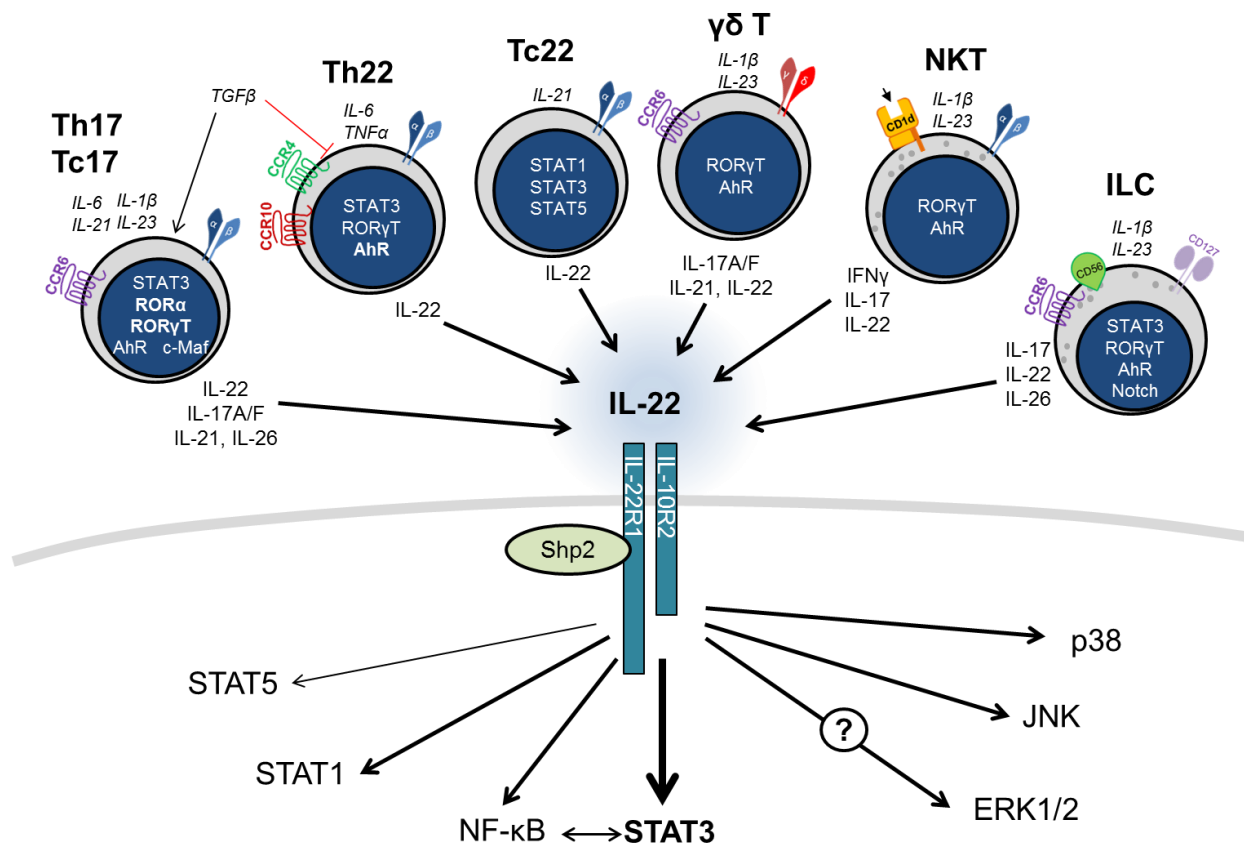 Th17
Tc17
IL-6
IL-21
IL-1β
IL-23
CCR6
α
β
STAT3
RORα
RORγT
AhR c-Maf
IL-22
IL-17A/F
IL-21, IL-26
TGFβ
Th22
IL-6
TNFα
CCR4
CCR10
α
β
STAT3
RORγT
AhR
IL-22
Tc22
IL-21
α
β
STAT1
STAT3
STAT5
IL-22
γδ T
IL-1β
IL-23
CCR6
γ
δ
RORγT
AhR
IL-17A/F
IL-21, IL-22
NKT
CD1d
IL-1β
IL-23
α
β
RORγT
AhR
IFNγ
IL-17
IL-22
ILC
IL-1β
IL-23
CCR6
CD56
CD127
STAT3
RORγT
AhR
Notch
IL-17
IL-22
IL-26
IL-22
IL-22R1
IL-10R2
Shp2
STAT5
STAT1
NF-κB
STAT3
p38
JNK
?
ERK1/2